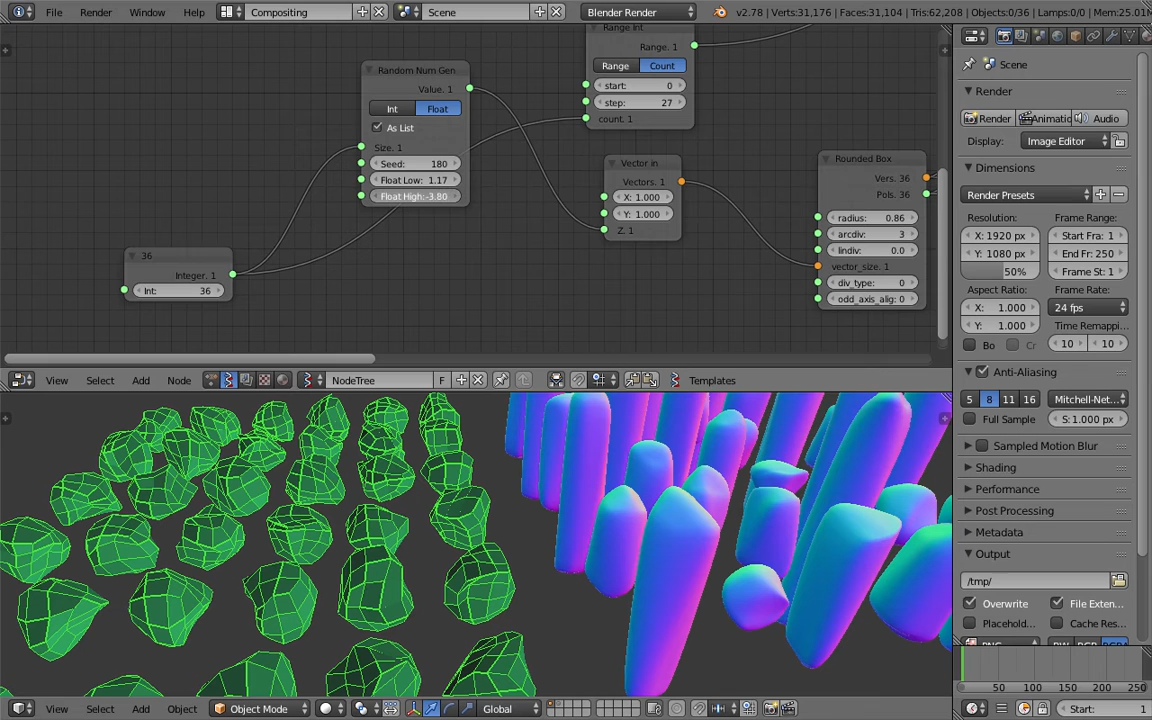 File Render Window Help Compositing F Scene F Blender Render v2.78 | Verts:31,176 | Faces:31,104 | Tris:62,208 | Objects:0/36 | Lamps:0/0 | Mem:25.01M
Range Int
Range. 1
Range Count
start: 0
step: 27
count. 1
Random Num Gen
Value. 1
Int Float
As List
Size. 1
Seed: 180
Float Low: 1.17
Float High:-3.80
36
Integer. 1
Int: 36
Vector in
Vectors. 1
X: 1.000
Y: 1.000
Z. 1
Rounded Box
Vers. 36
Pols. 36
radius: 0.86
arcdiv: 3
lindiv: 0.0
vector_size. 1
div_type: 0
odd_axis_alig: 0
View Select Add Node NodeTree F Templates
View Select Add Object Object Mode Global
Scene
Render
Render Animatic Audio
Display: Image Editor
Dimensions
Render Presets
Resolution: Frame Range:
X: 1920 px Start Fra: 1
Y: 1080 px End Fr: 250
50% Frame St: 1
Aspect Ratio: Frame Rate:
X: 1.000 24 fps
Y: 1.000 Time Remappi...
Bo Cr 10 10
Anti-Aliasing
5 8 11 16 Mitchell-Net...
Full Sample S: 1.000 px
Sampled Motion Blur
Shading
Performance
Post Processing
Metadata
Output
/tmp/
Overwrite File Exten...
Placehold... Cache Res...
PNG BW RGB RGBA
50 100 150 200 250
Start: 1